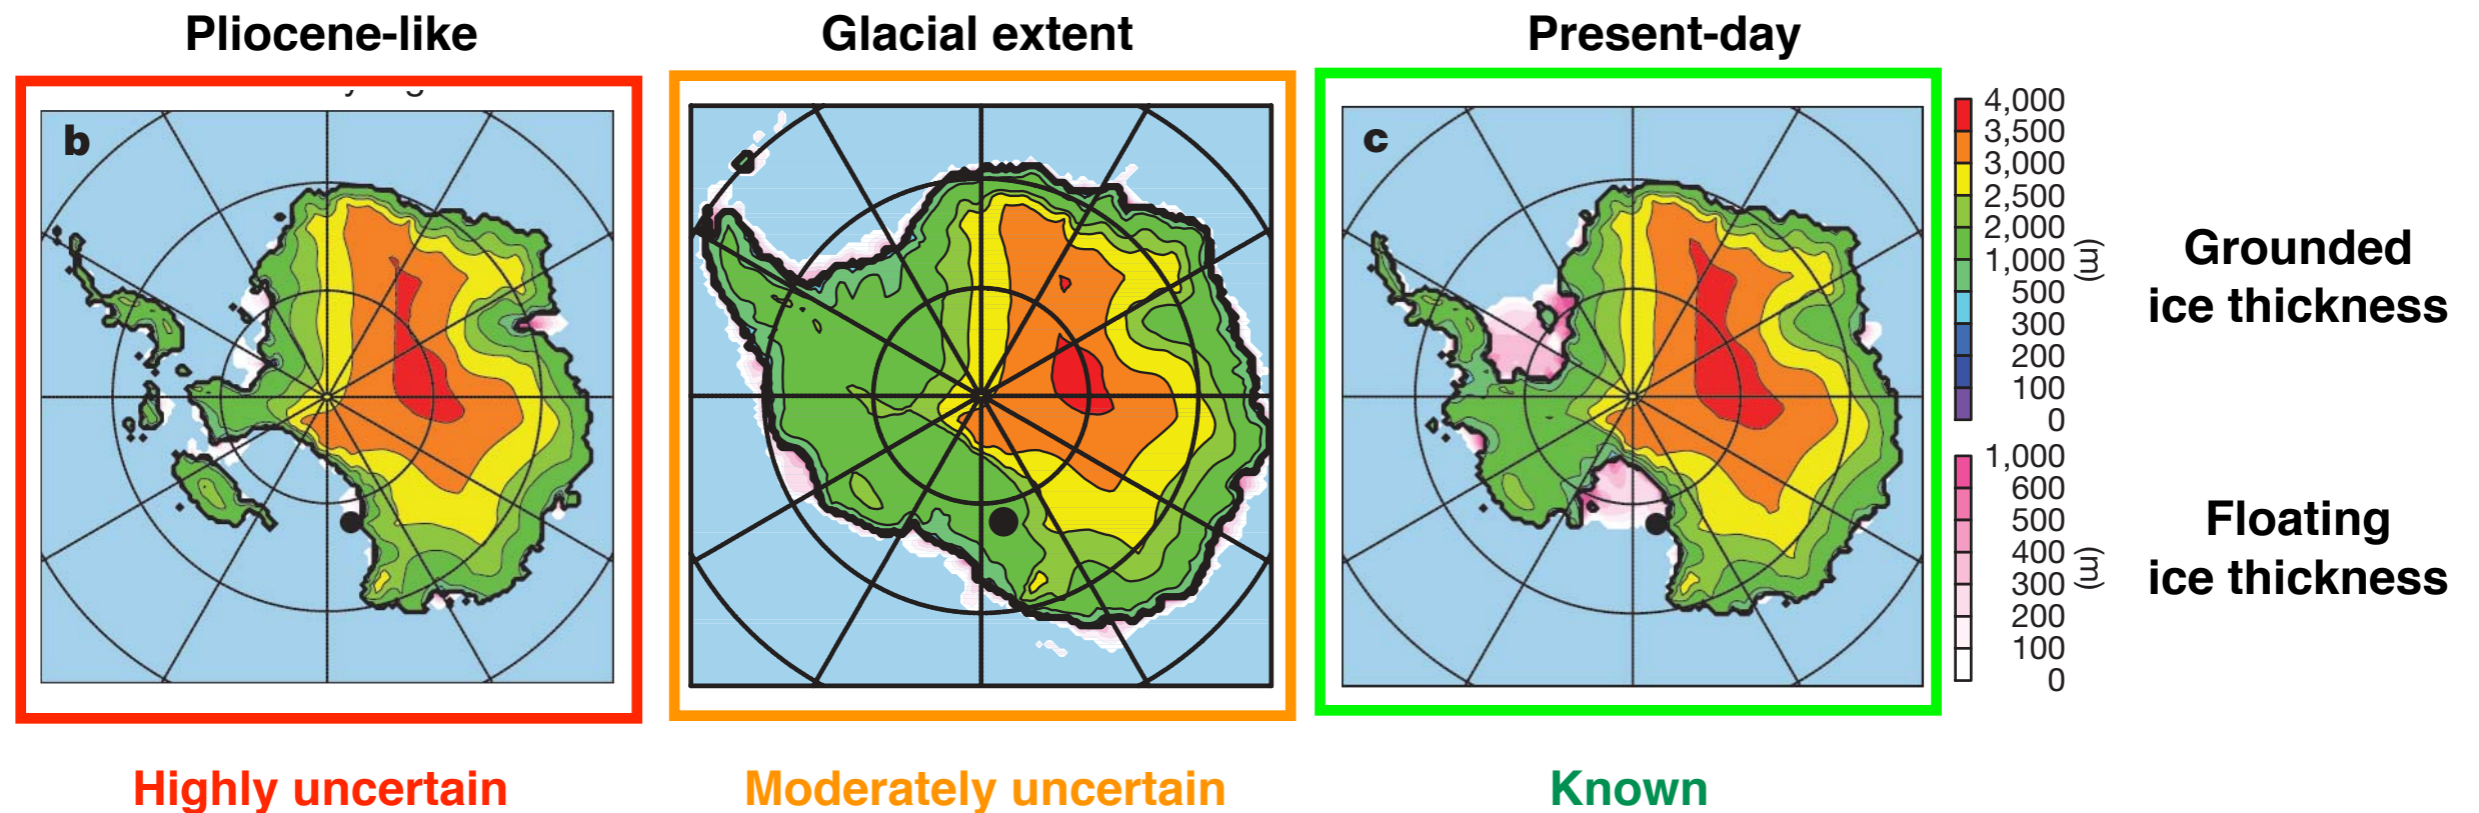 Pliocene-like
Glacial extent
Present-day
b
c
4,000
3,500
3,000
2,500
2,000
1,000
500
300
200
100
0
(m)
Grounded
ice thickness
1,000
600
500
400
300
200
100
0
(m)
Floating
ice thickness
Highly uncertain
Moderately uncertain
Known